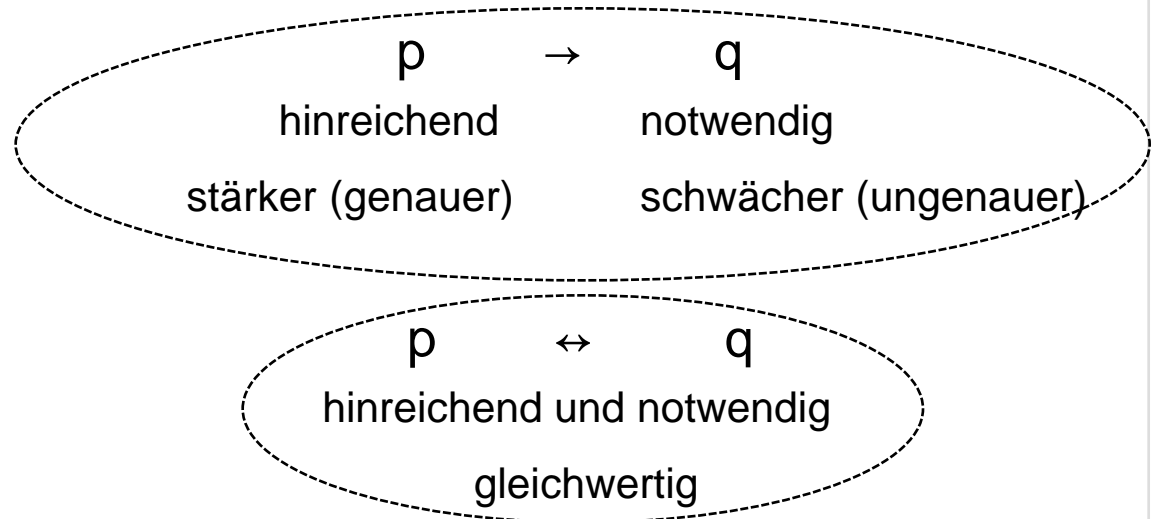 p → q
hinreichend notwendig
stärker (genauer) schwächer (ungenauer)
p ↔ q
hinreichend und notwendig
gleichwertig